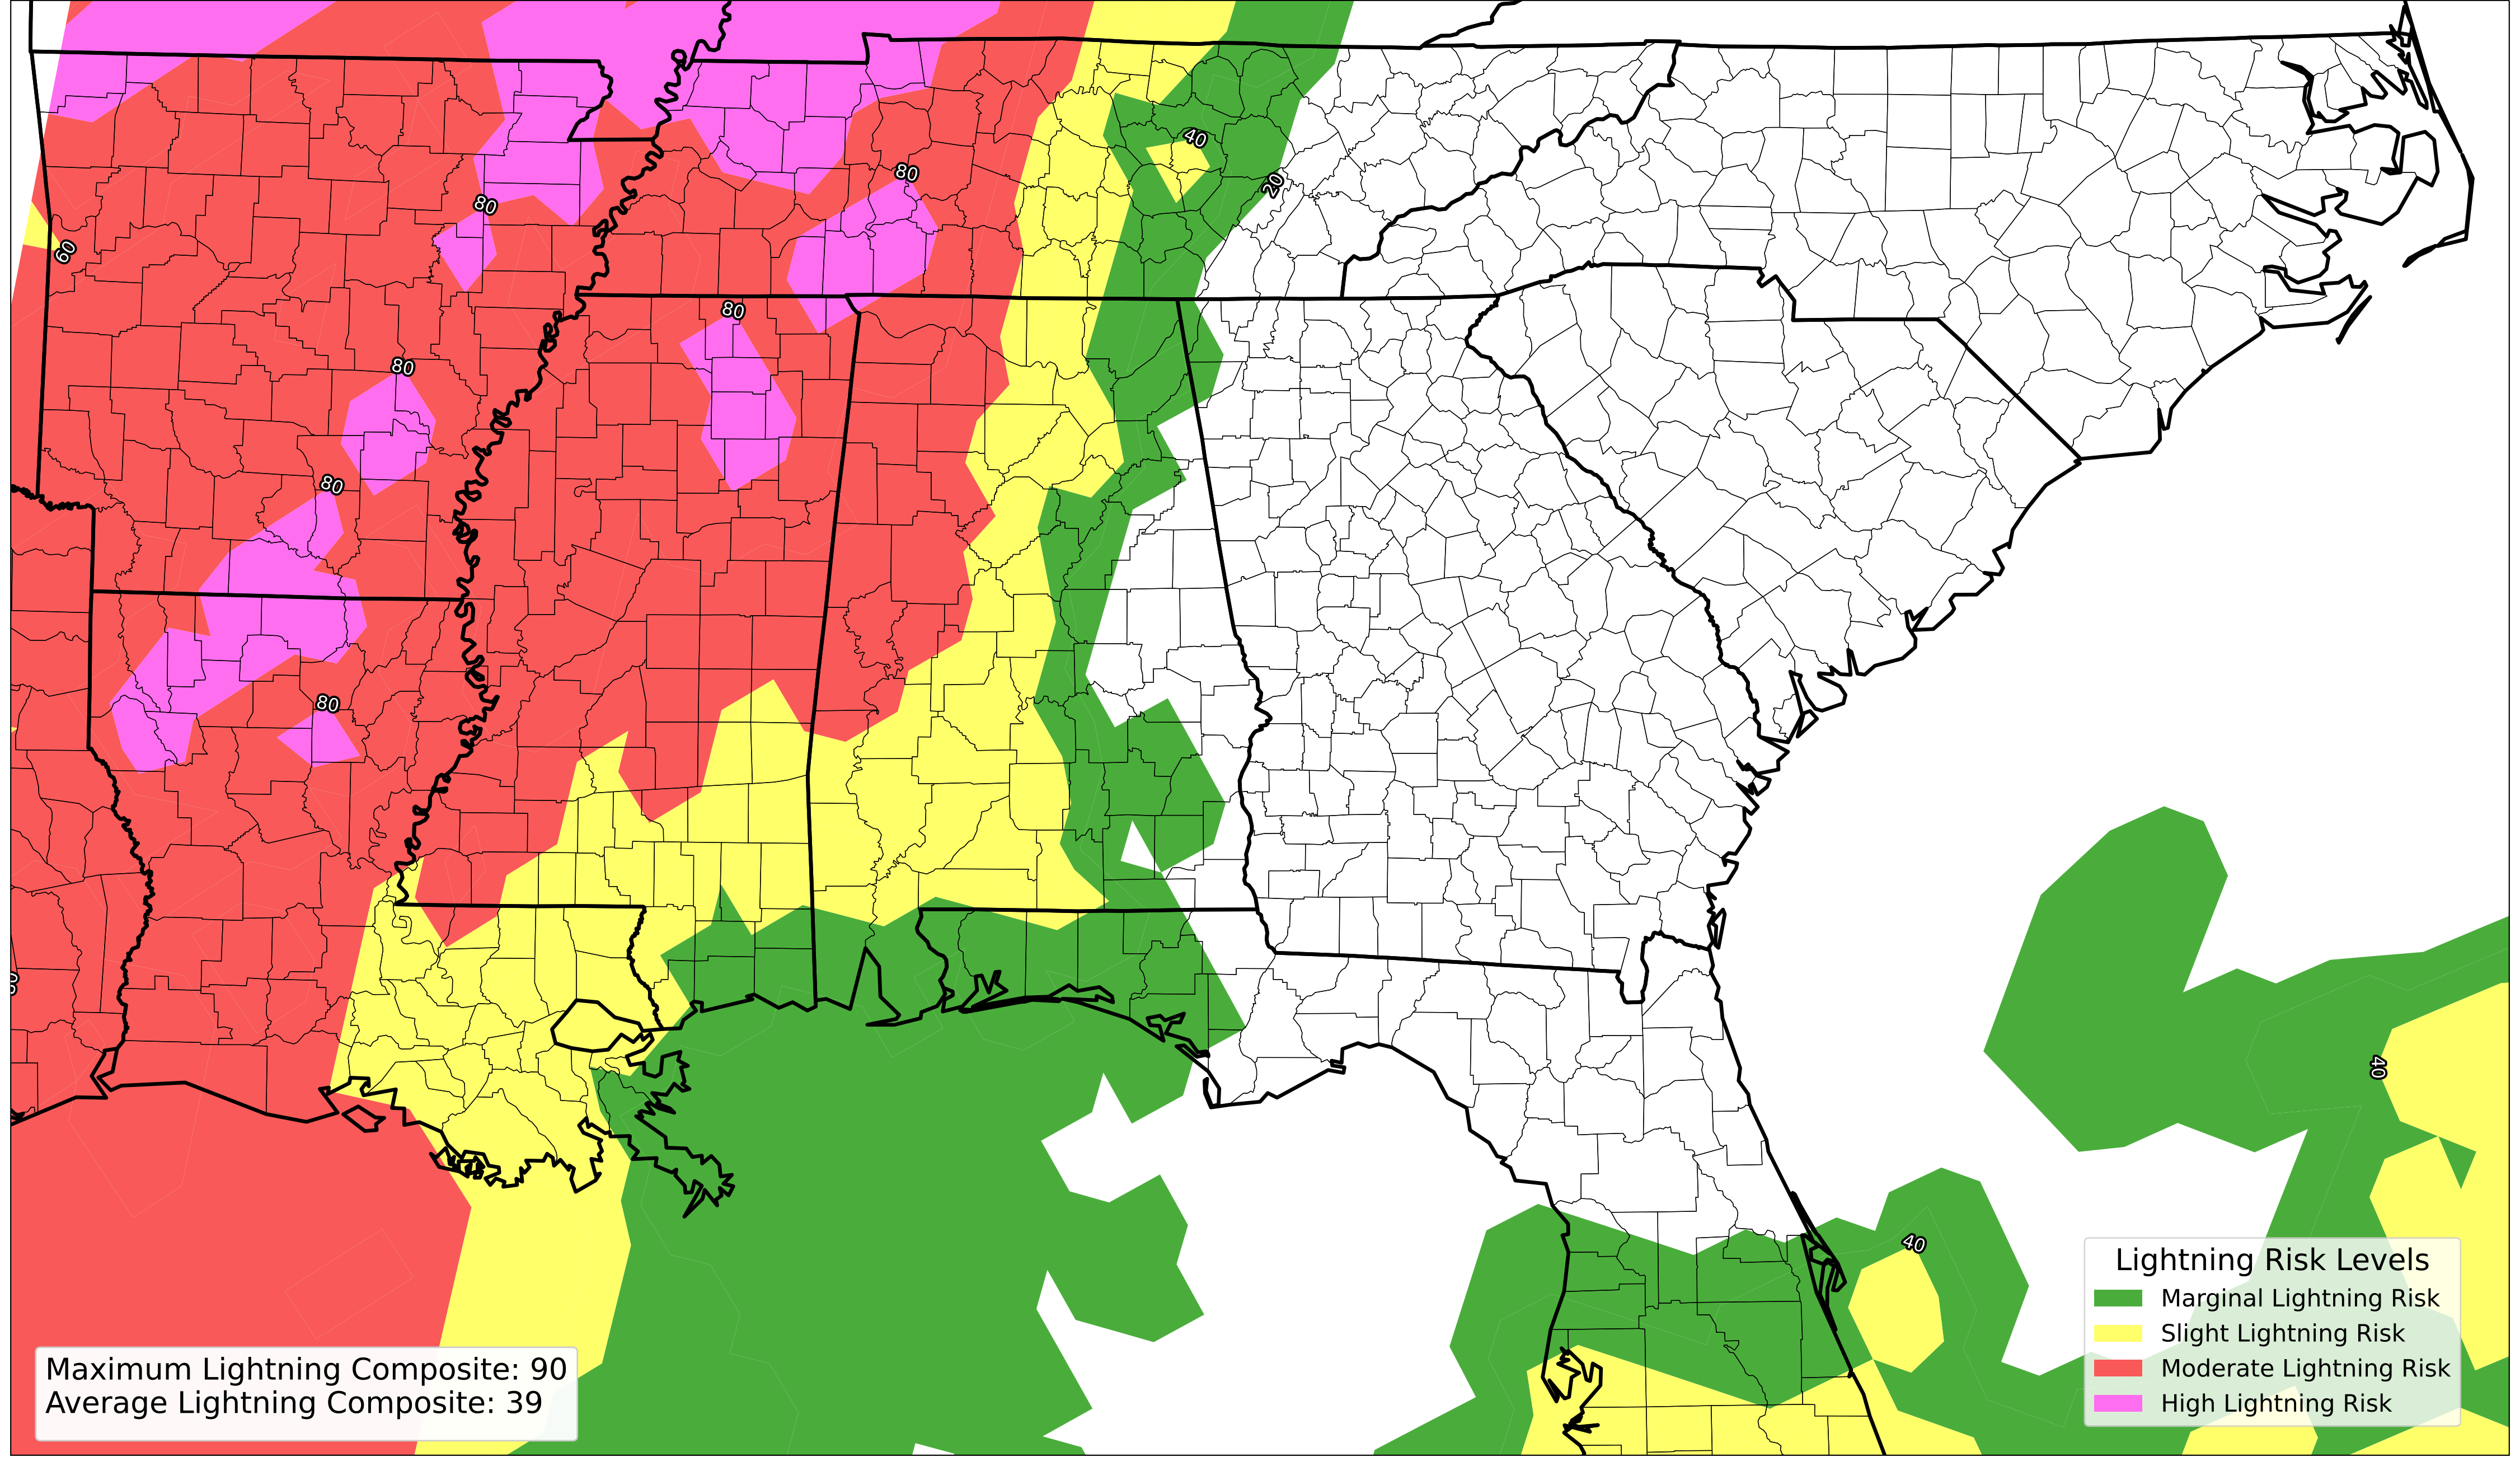 40
80
20
80
60
80
80
80
80
40
40
Lightning Risk Levels
Marginal Lightning Risk
Slight Lightning Risk
Moderate Lightning Risk
High Lightning Risk
Maximum Lightning Composite: 90
Average Lightning Composite: 39